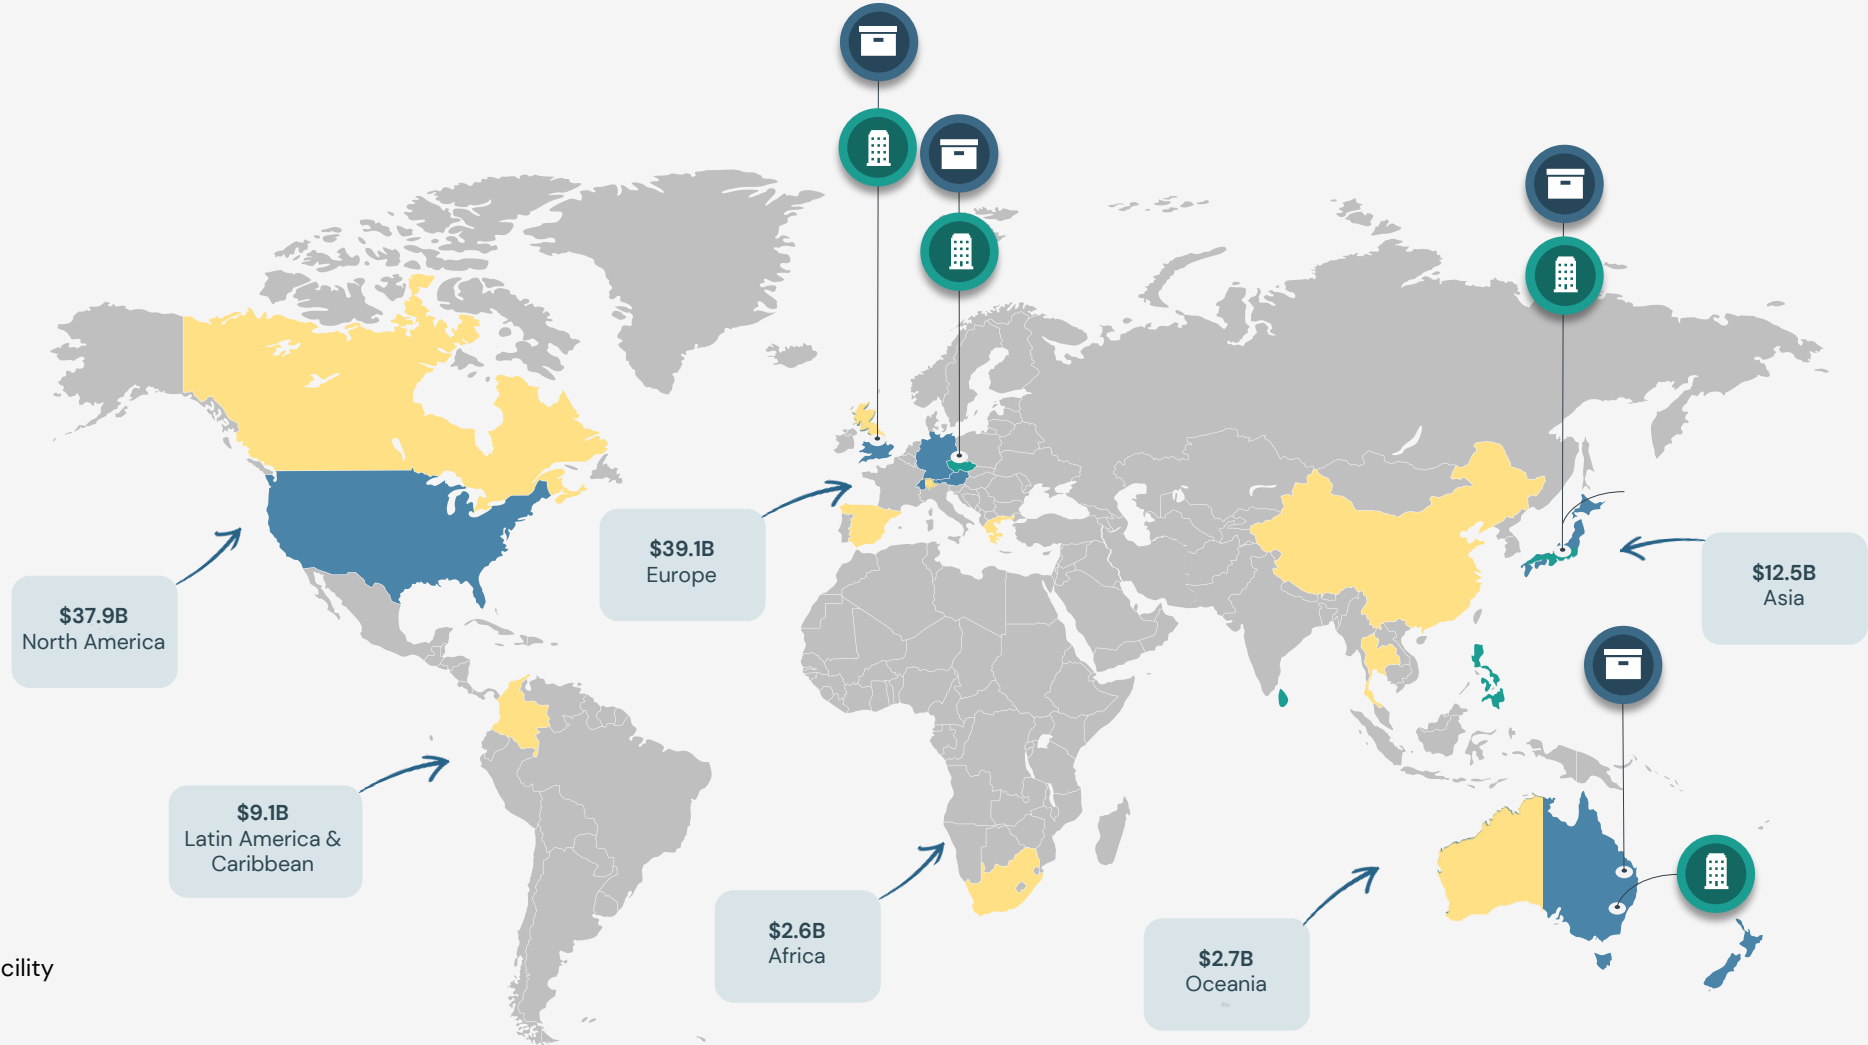 $39.1B
Europe
$12.5B
Asia
$37.9B
North America
$9.1B
Latin America &
Caribbean
$2.6B
Africa
$2.7B
Oceania
cility